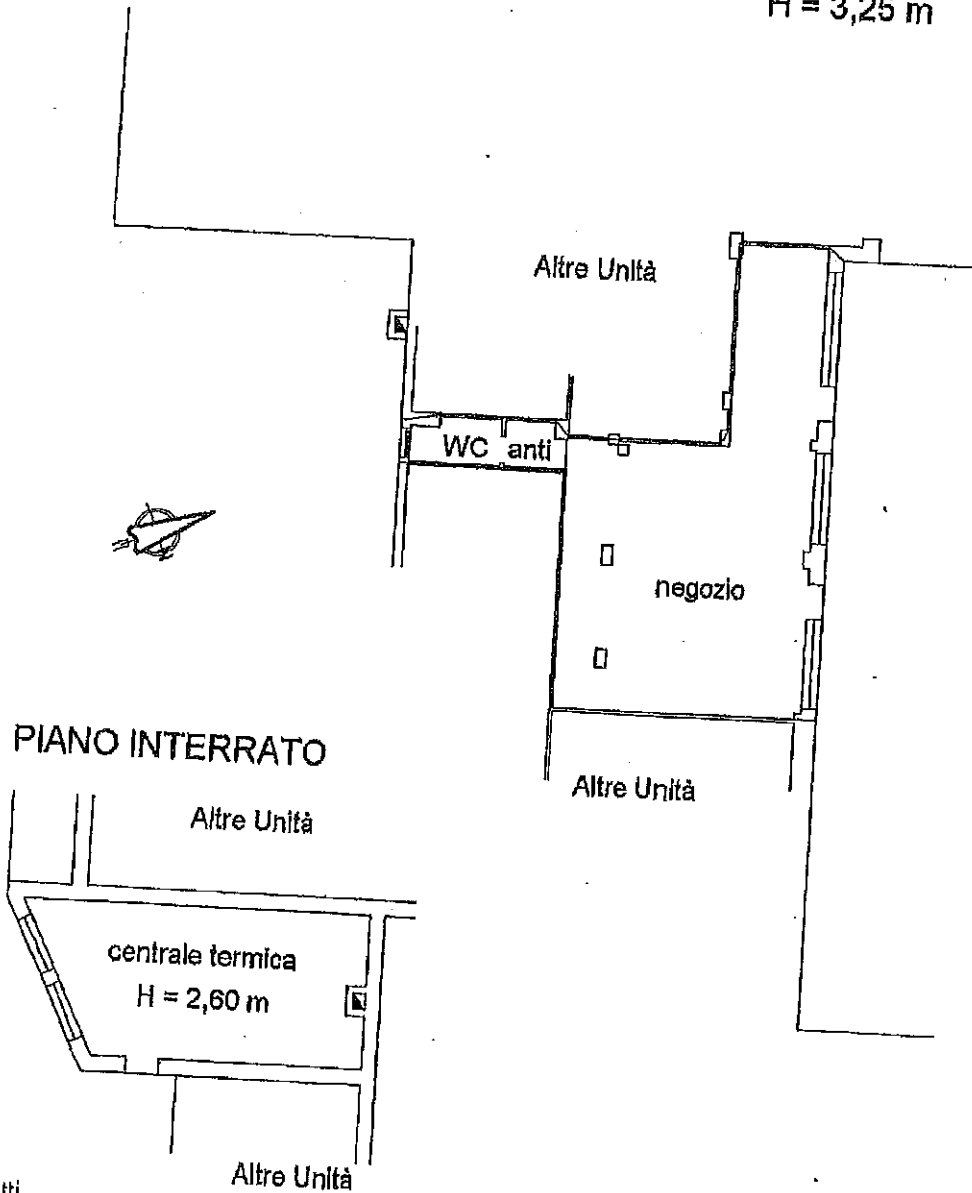 H = 3,25 m
Altre Unità
WC anti
negozio
Altre Unità
PIANO INTERRATO
Altre Unità
centrale termica
H = 2,60 m
Altre Unità